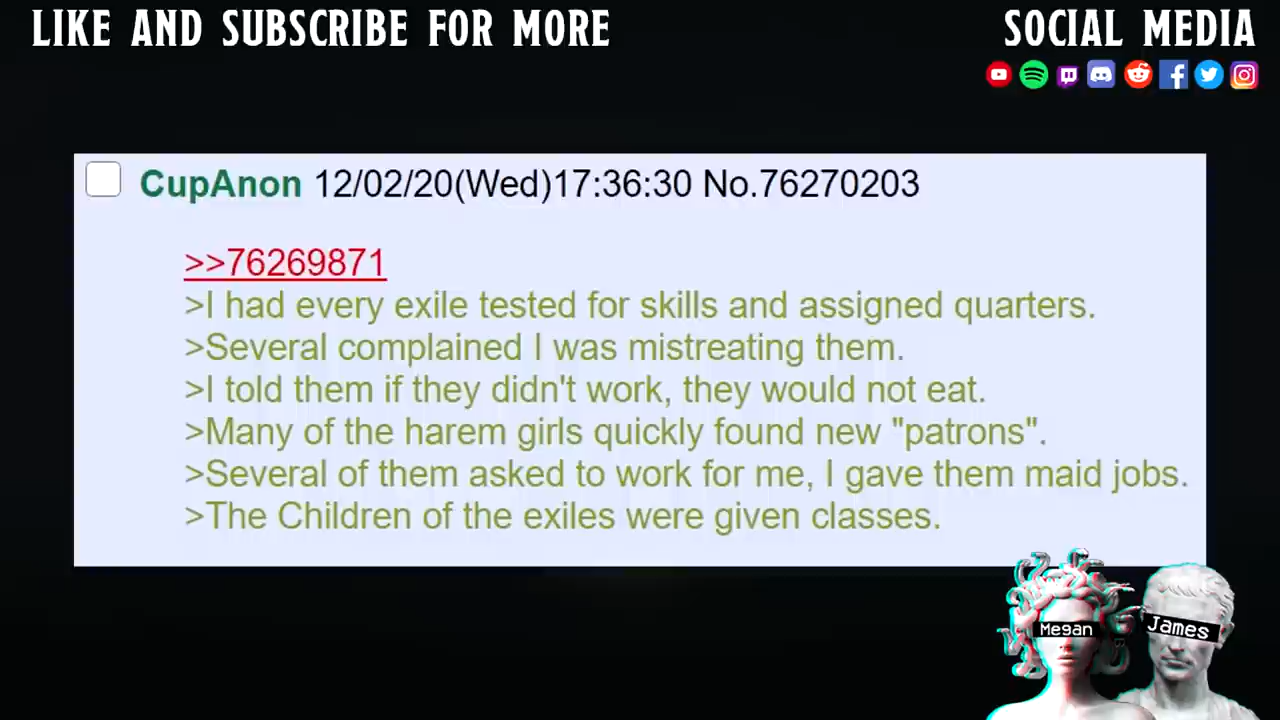 LIKE AND SUBSCRIBE FOR MORE
SOCIAL MEDIA
CupAnon 12/02/20(Wed)17:36:30 No.76270203
>>76269871
>I had every exile tested for skills and assigned quarters.
>Several complained I was mistreating them.
>I told them if they didn't work, they would not eat.
>Many of the harem girls quickly found new "patrons".
>Several of them asked to work for me, I gave them maid jobs.
>The Children of the exiles were given classes.
Megan
James